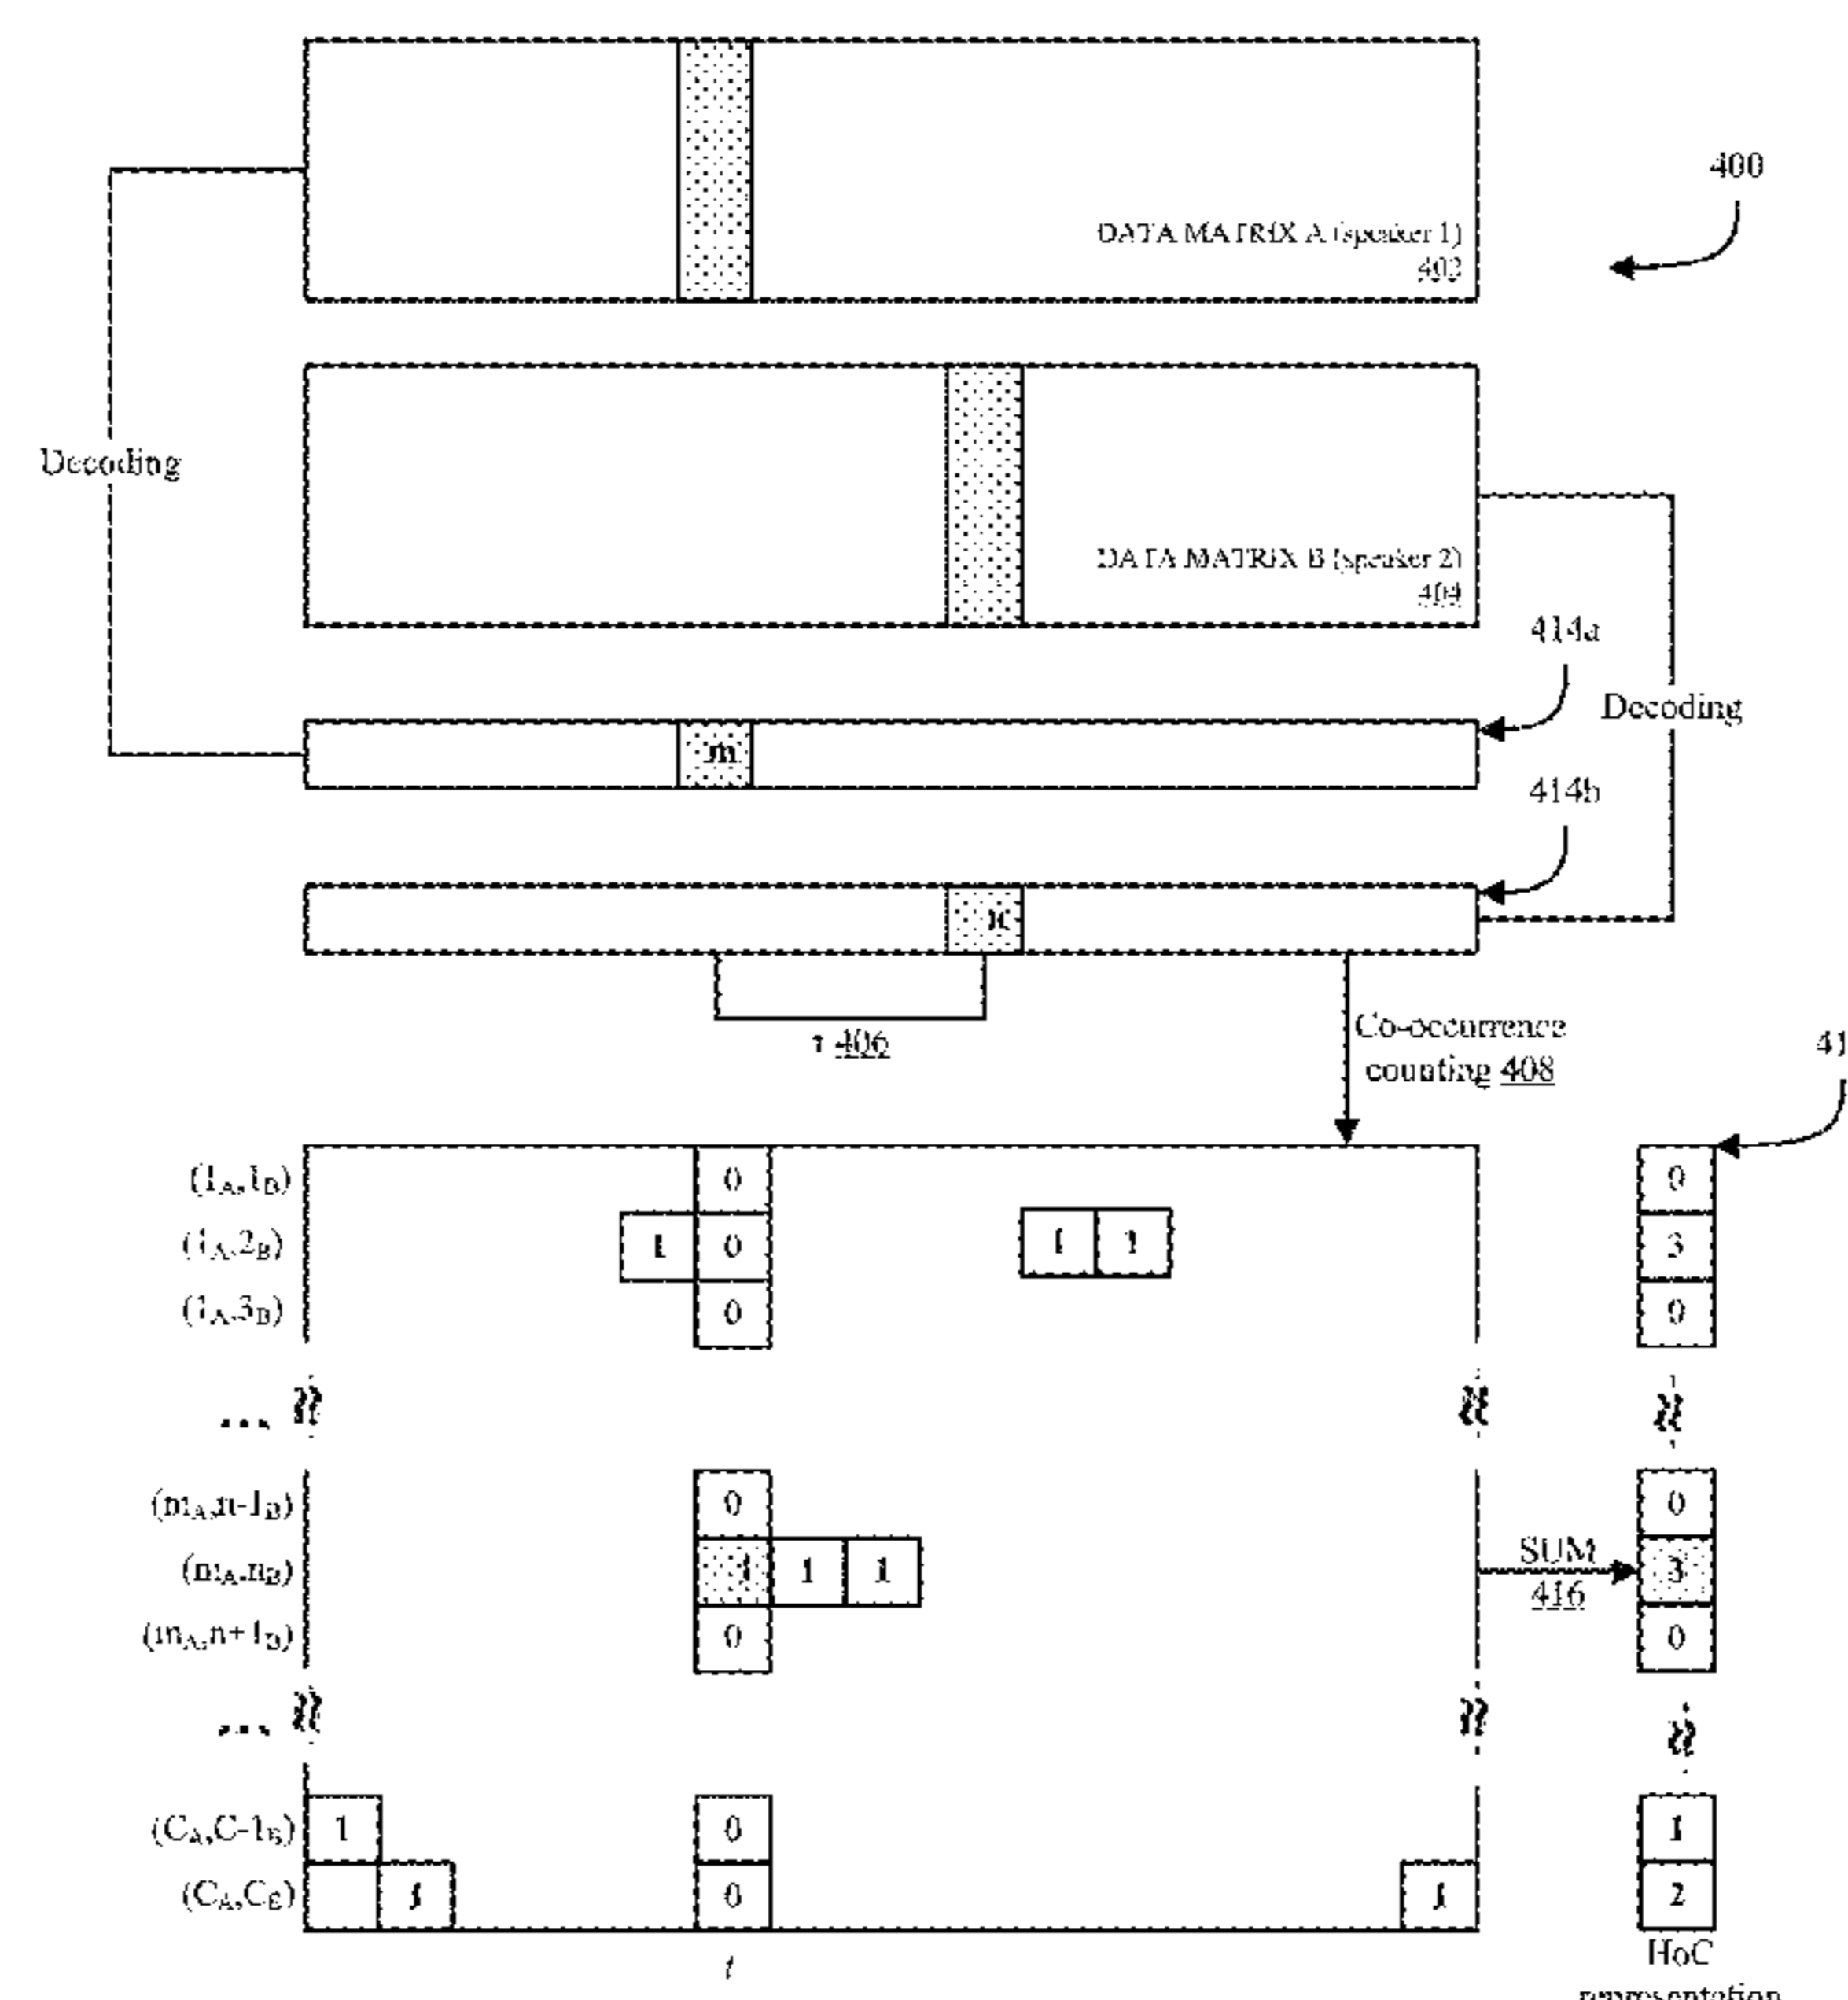 400
DATA MATRIX A (speaker 1)
402
Decoding
DATA MATRIX B (speaker 2)
404
414a
Decoding
m
414b
n
τ 406
Co-occurrence
counting 408
41
(1A,1B) 0 0
(1A,2B) 1 0 1 1 3
(1A,3B) 0 0
...
(mA,n-1B) 0 0
(mA,nB) 1 1 1 SUM 3
416
(mA,n+1B) 0 0
...
(CA,C-1B) 1 0 1
(CA,CB) 1 0 1 2
t
HoC
representation